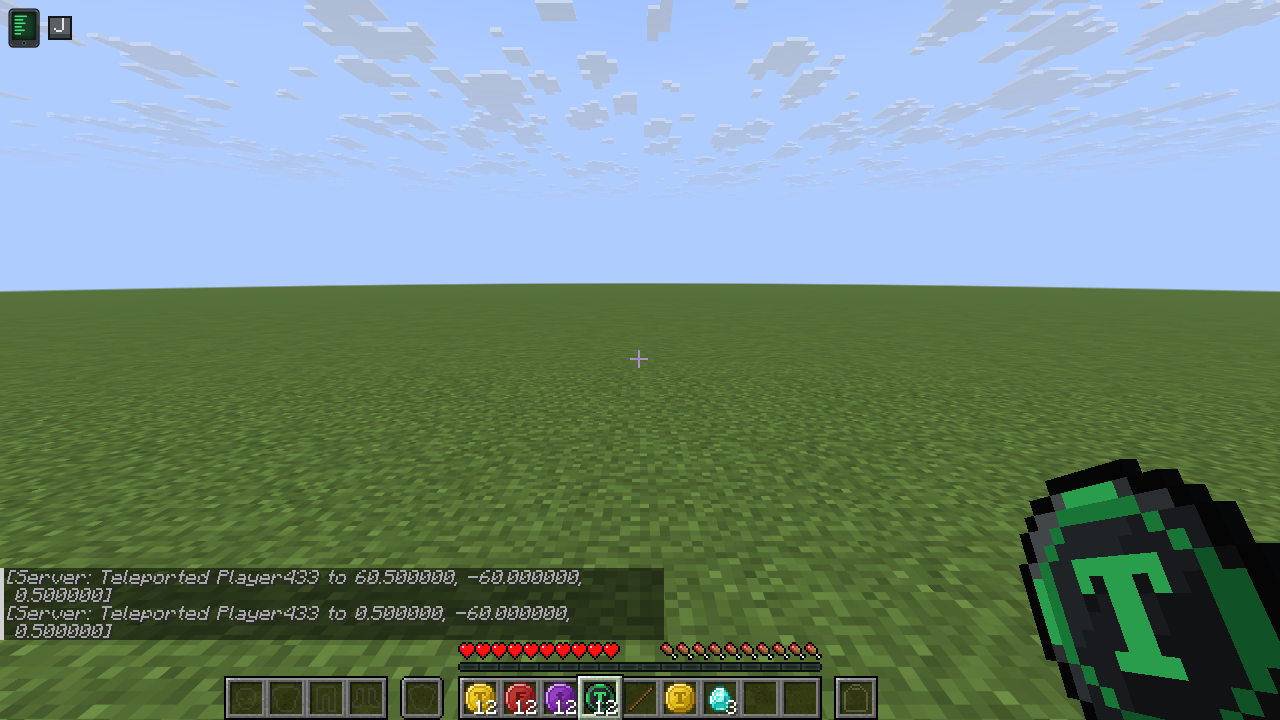 J
[Server: Teleported Player433 to 60.500000, -60.000000,
0.500000]
[Server: Teleported Player433 to 0.500000, -60.000000,
0.500000]
T
12
12
12
12
3